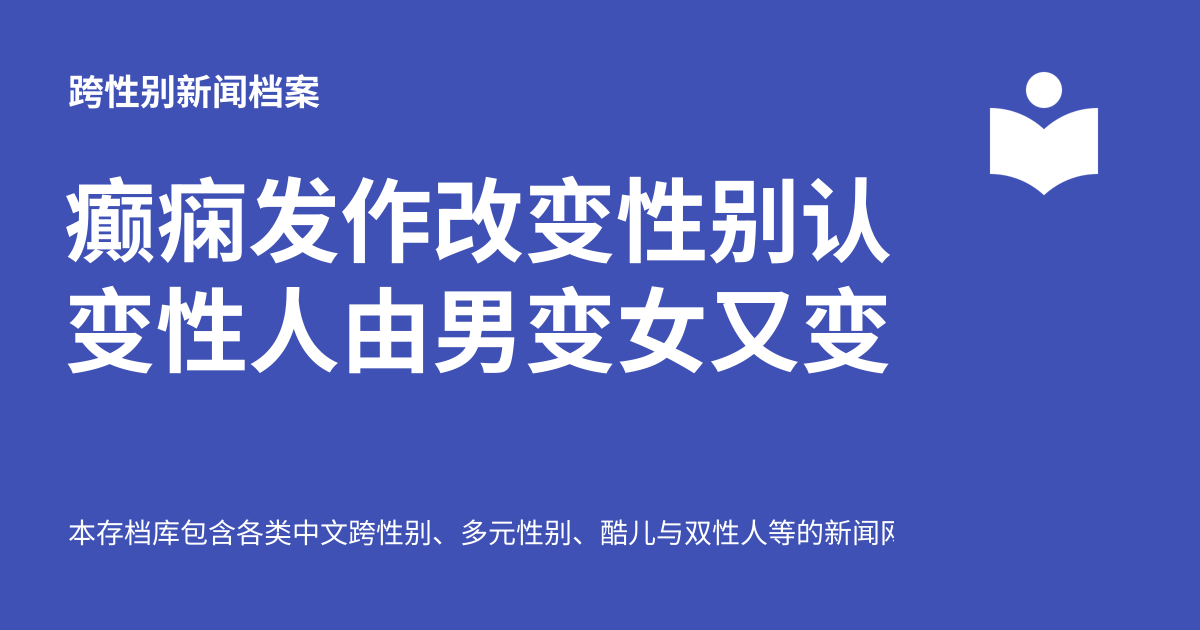 跨性别新闻档案
癫痫发作改变性别认
变性人由男变女又变
本存档库包含各类中文跨性别、多元性别、酷儿与双性人等的新闻